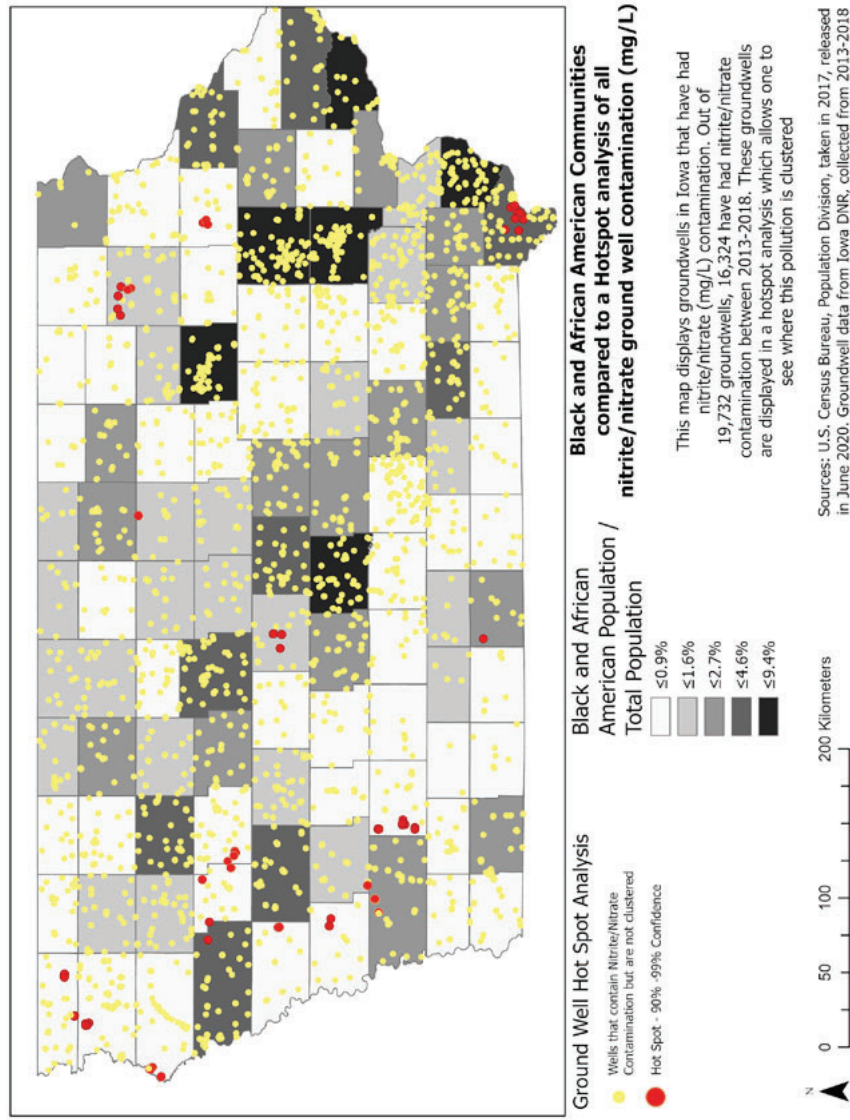 Black and African American Communities
compared to a Hotspot analysis of all
nitrite/nitrate ground well contamination (mg/L)
This map displays groundwells in Iowa that have had
nitrite/nitrate (mg/L) contamination. Out of
19,732 groundwells, 16,324 have had nitrite/nitrate
contamination between 2013-2018. These groundwells
are displayed in a hotspot analysis which allows one to
see where this pollution is clustered
Sources: U.S. Census Bureau, Population Division, taken in 2017, released
in June 2020. Groundwell data from Iowa DNR, collected from 2013-2018
Black and African
American Population /
Total Population
≤0.9%
≤1.6%
≤2.7%
≤4.6%
≤9.4%
Ground Well Hot Spot Analysis
Wells that contain Nitrite/Nitrate
Contamination but are not clustered
Hot Spot - 90% -99% Confidence
N
0 50 100 200 Kilometers